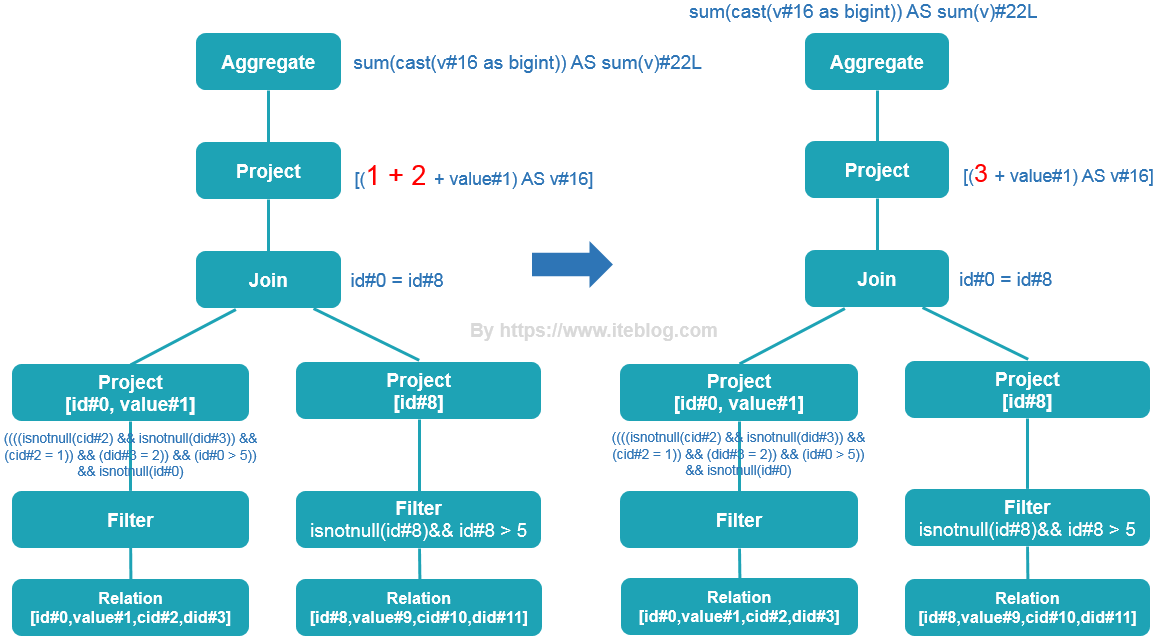 sum(cast(v#16 as bigint)) AS sum(v)#22L
Aggregate
sum(cast(v#16 as bigint)) AS sum(v)#22L
Aggregate
Project
[(1 + 2 + value#1) AS v#16]
Project
[(3 + value#1) AS v#16]
Join
id#0 = id#8
Join
id#0 = id#8
By https://www.iteblog.com
Project
[id#0, value#1]
Project
[id#8]
Project
[id#0, value#1]
Project
[id#8]
((((isnotnull(cid#2) && isnotnull(did#3)) &&
(cid#2 = 1)) && (did#3 = 2)) && (id#0 > 5))
&& isnotnull(id#0)
((((isnotnull(cid#2) && isnotnull(did#3)) &&
(cid#2 = 1)) && (did#3 = 2)) && (id#0 > 5))
&& isnotnull(id#0)
Filter
Filter
isnotnull(id#8)&& id#8 > 5
Filter
Filter
isnotnull(id#8)&& id#8 > 5
Relation
[id#0,value#1,cid#2,did#3]
Relation
[id#8,value#9,cid#10,did#11]
Relation
[id#0,value#1,cid#2,did#3]
Relation
[id#8,value#9,cid#10,did#11]